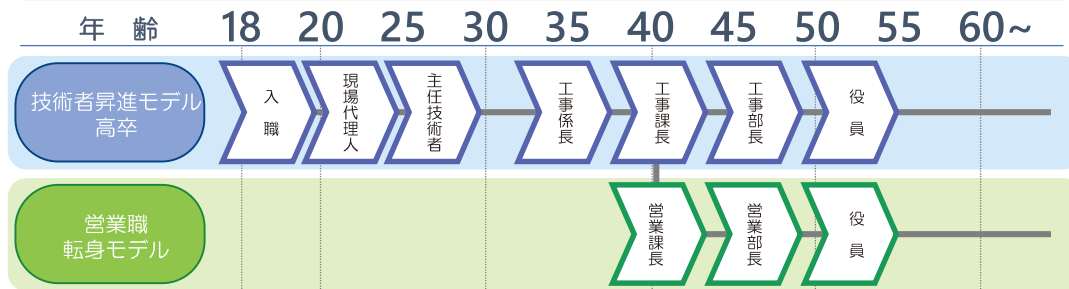 年 齢 18 20 25 30 35 40 45 50 55 60~
技術者昇進モデル
高卒
入職
現場代理人
主任技術者
工事係長
工事課長
工事部長
役員
営業職
転身モデル
営業課長
営業部長
役員